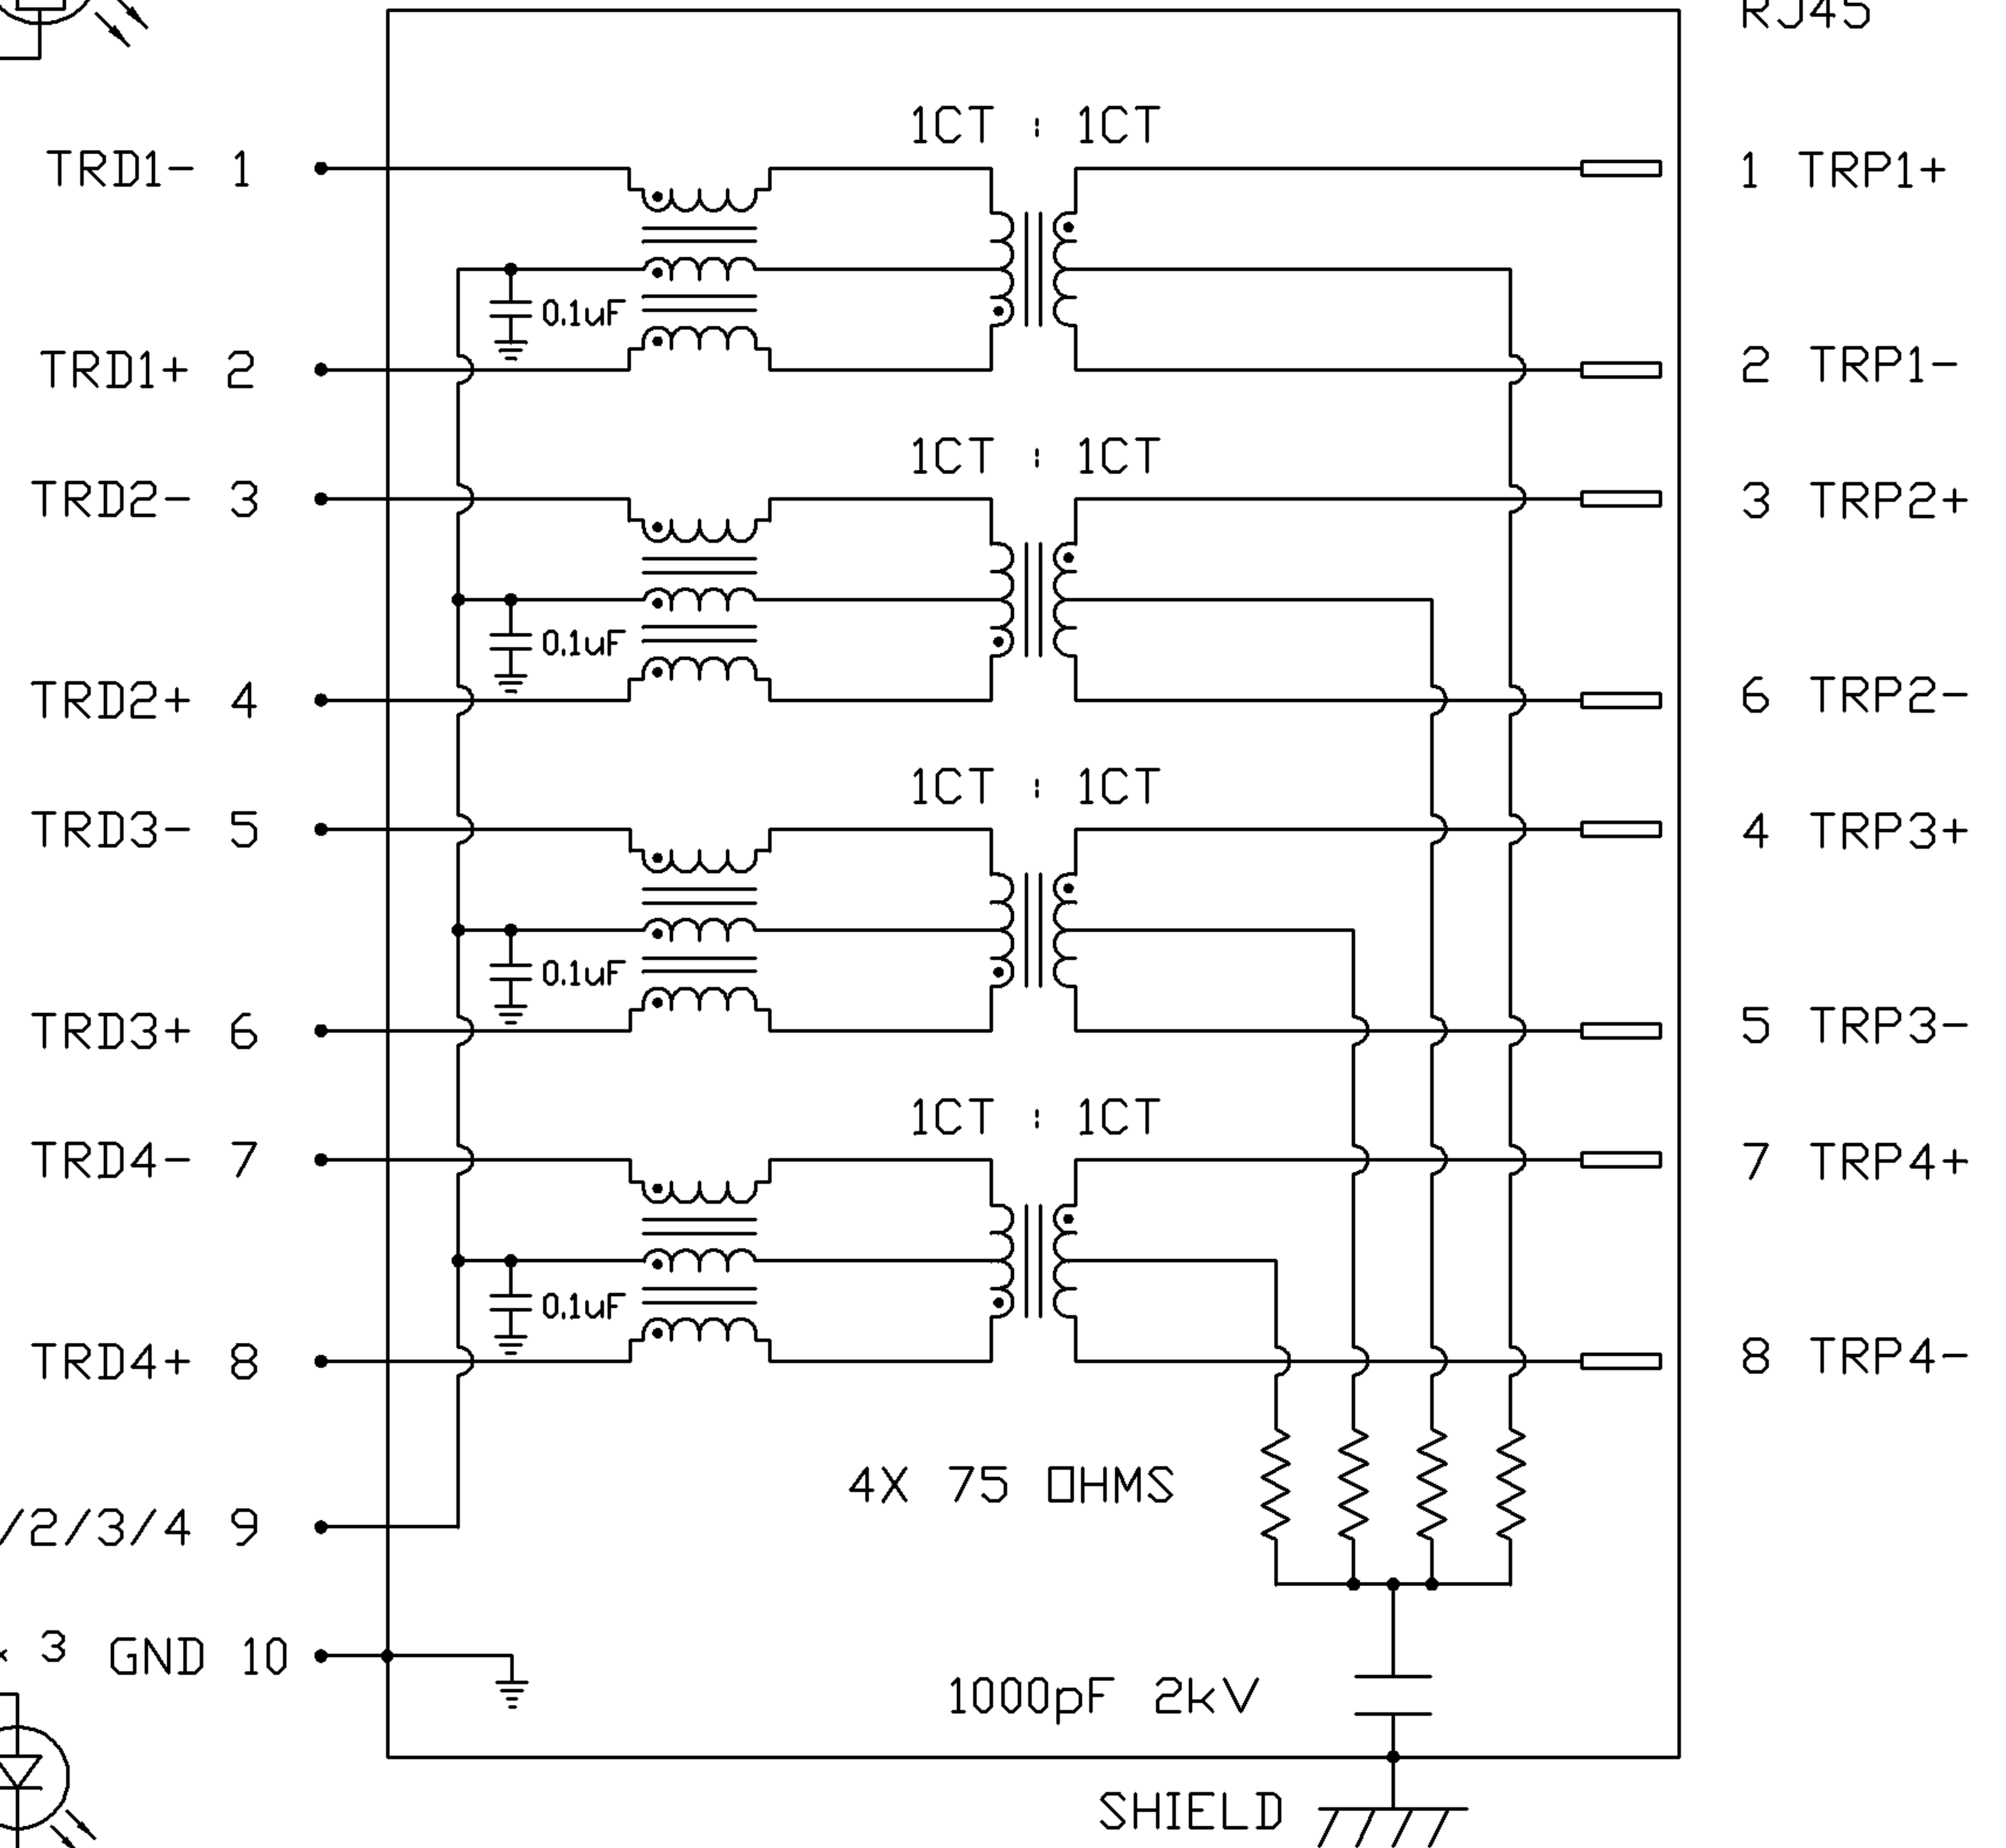 RJ45
1CT : 1CT
TRD1- 1
1 TRP1+
0.1uF
TRD1+ 2
2 TRP1-
1CT : 1CT
TRD2- 3
3 TRP2+
0.1uF
TRD2+ 4
6 TRP2-
1CT : 1CT
TRD3- 5
4 TRP3+
0.1uF
TRD3+ 6
5 TRP3-
1CT : 1CT
TRD4- 7
7 TRP4+
0.1uF
TRD4+ 8
8 TRP4-
4X 75 OHMS
/2/3/4 9
3 GND 10
1000pF 2kV
SHIELD